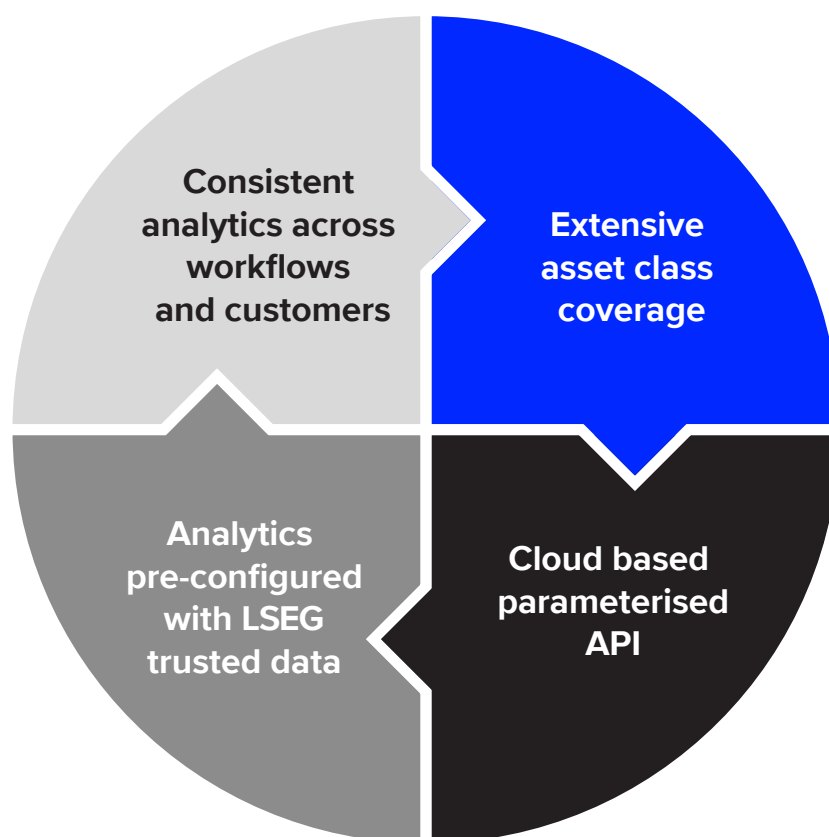 Consistent
analytics across
workflows
and customers
Extensive
asset class
coverage
Analytics
pre-configured
with LSEG
trusted data
Cloud based
parameterised
API